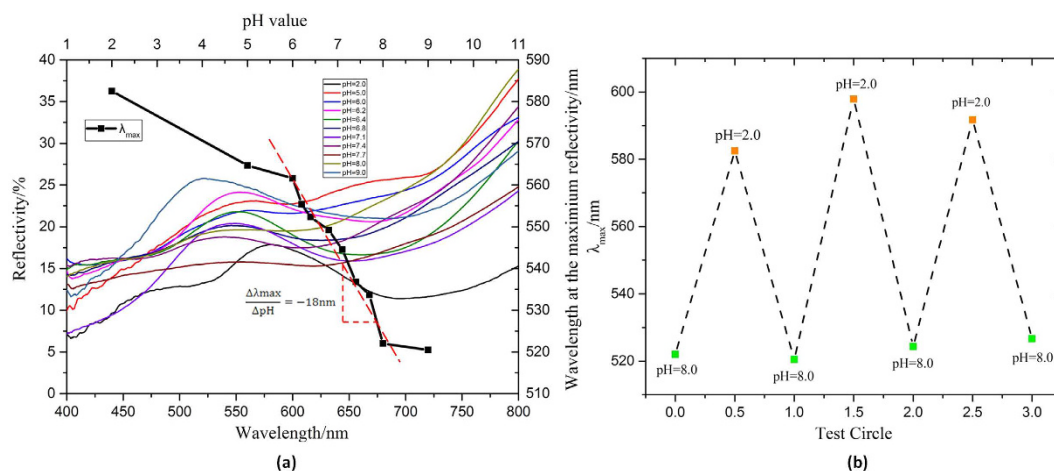 pH value
1 2 3 4 5 6 7 8 9 10 11
40
35
30
25
20
15
10
5
0
Reflectivity/%
λmax
pH=2.0
pH=5.0
pH=6.0
pH=6.2
pH=6.4
pH=6.8
pH=7.1
pH=7.4
pH=7.7
pH=8.0
pH=9.0
Δλmax
ΔpH
= −18nm
590
580
570
560
550
540
530
520
510
400 450 500 550 600 650 700 750 800
Wavelength/nm
(a)
Wavelength at the maximium reflectivity/nm
λmax/nm
600
580
560
540
520
pH=2.0
pH=2.0
pH=2.0
pH=8.0
pH=8.0
pH=8.0
pH=8.0
0.0 0.5 1.0 1.5 2.0 2.5 3.0
Test Circle
(b)